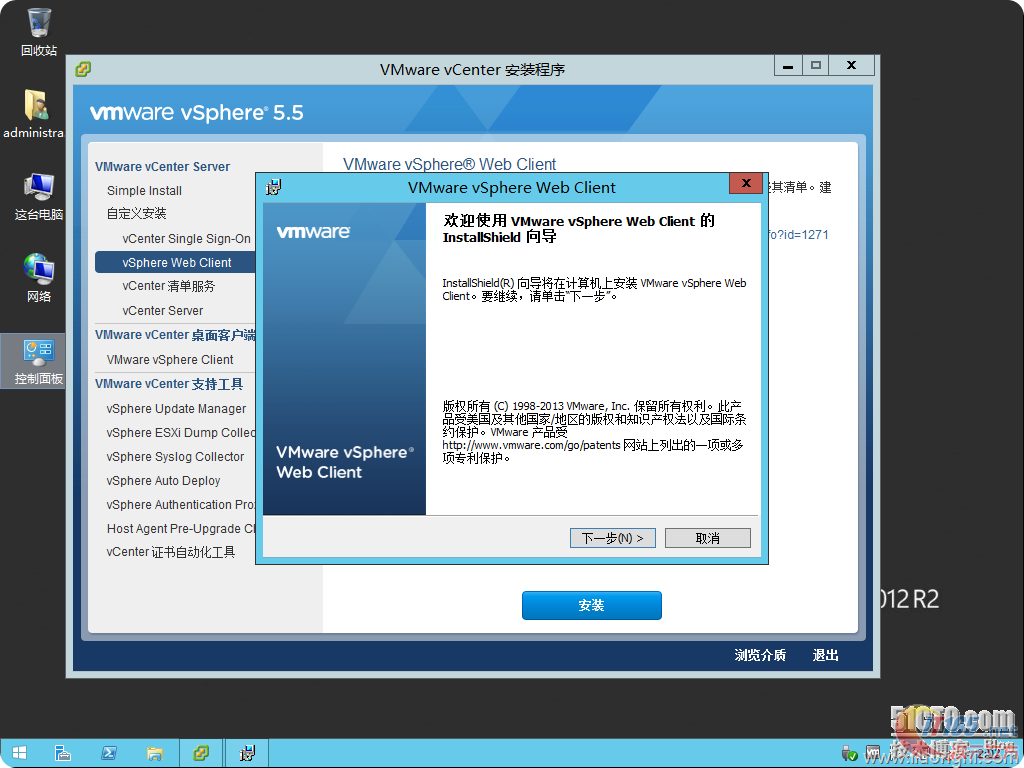 回收站
administra
这台电脑
网络
控制面板
VMware vCenter 安装程序
vmware vSphere® 5.5
VMware vCenter Server
Simple Install
自定义安装
vCenter Single Sign-On
vSphere Web Client
vCenter 清单服务
vCenter Server
VMware vCenter 桌面客户端
VMware vSphere Client
VMware vCenter 支持工具
vSphere Update Manager
vSphere ESXi Dump Collec
vSphere Syslog Collector
vSphere Auto Deploy
vSphere Authentication Pro
Host Agent Pre-Upgrade C
vCenter 证书自动化工具
VMware vSphere® Web Client
其清单。建
fo?id=1271
VMware vSphere Web Client
vmware
VMware vSphere®
Web Client
欢迎使用 VMware vSphere Web Client 的
InstallShield 向导
InstallShield(R) 向导将在计算机上安装 VMware vSphere Web
Client。要继续，请单击“下一步”。
版权所有 (C) 1998-2013 VMware, Inc. 保留所有权利。此产
品受美国及其他国家/地区的版权和知识产权法以及国际条
约保护。VMware 产品受
http://www.vmware.com/go/patents 网站上列出的一项或多
项专利保护。
下一步(N) >
取消
安装
浏览介质
退出
012 R2
51CTO.com